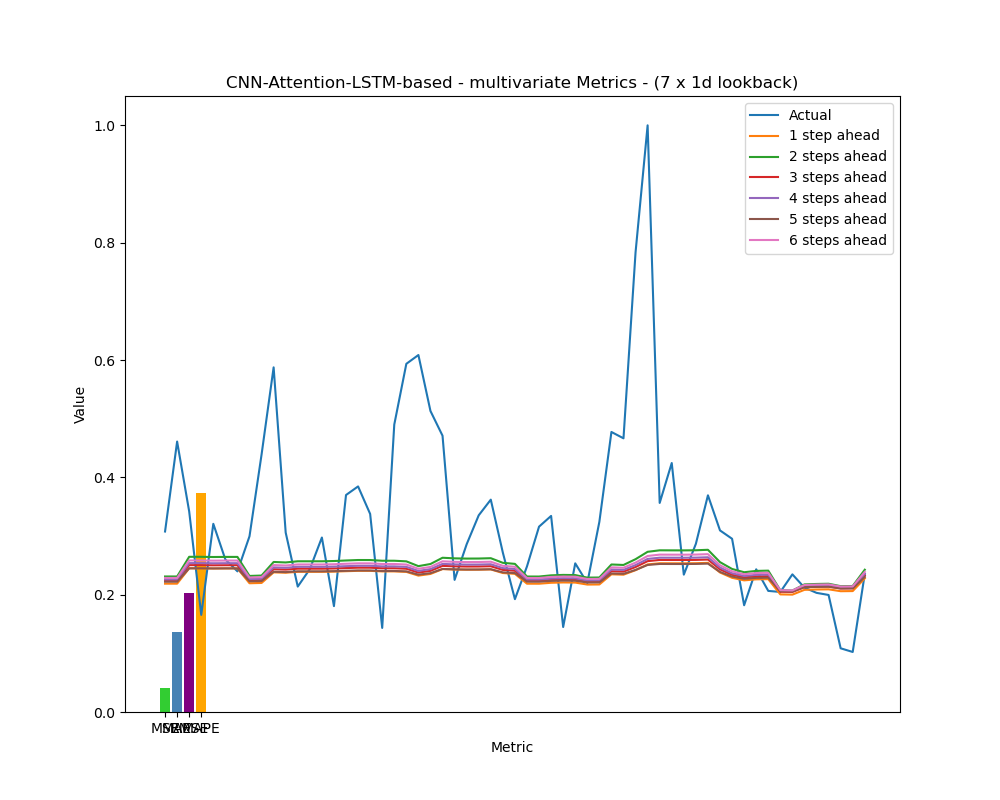 CNN-Attention-LSTM-based - multivariate Metrics - (7 x 1d lookback)
Actual
1 step ahead
2 steps ahead
3 steps ahead
4 steps ahead
5 steps ahead
6 steps ahead
1.0
0.8
0.6
0.4
0.2
0.0
Value
Metric